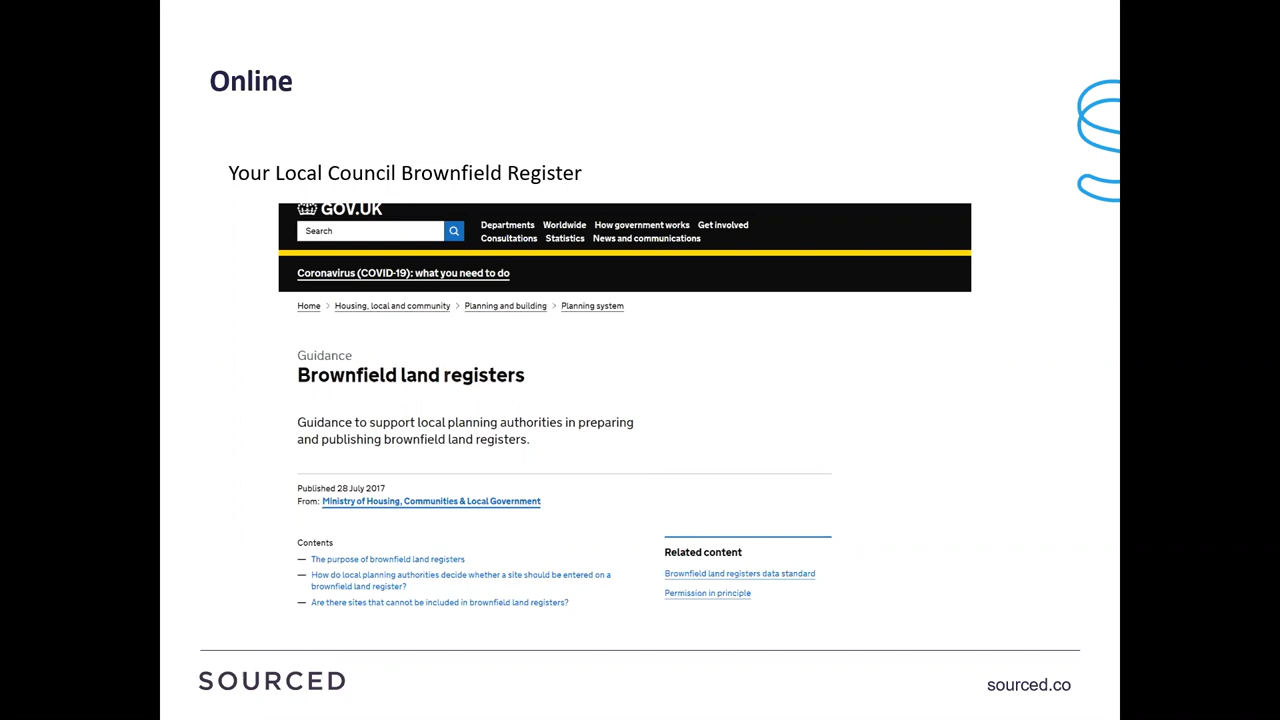 Online
Your Local Council Brownfield Register
GOV.UK
Search
Departments Worldwide How government works Get involved
Consultations Statistics News and communications
Coronavirus (COVID-19): what you need to do
Home > Housing, local and community > Planning and building > Planning system
Guidance
Brownfield land registers
Guidance to support local planning authorities in preparing
and publishing brownfield land registers.
Published 28 July 2017
From: Ministry of Housing, Communities & Local Government
Contents
— The purpose of brownfield land registers
— How do local planning authorities decide whether a site should be entered on a
brownfield land register?
— Are there sites that cannot be included in brownfield land registers?
Related content
Brownfield land registers data standard
Permission in principle
SOURCED
sourced.co